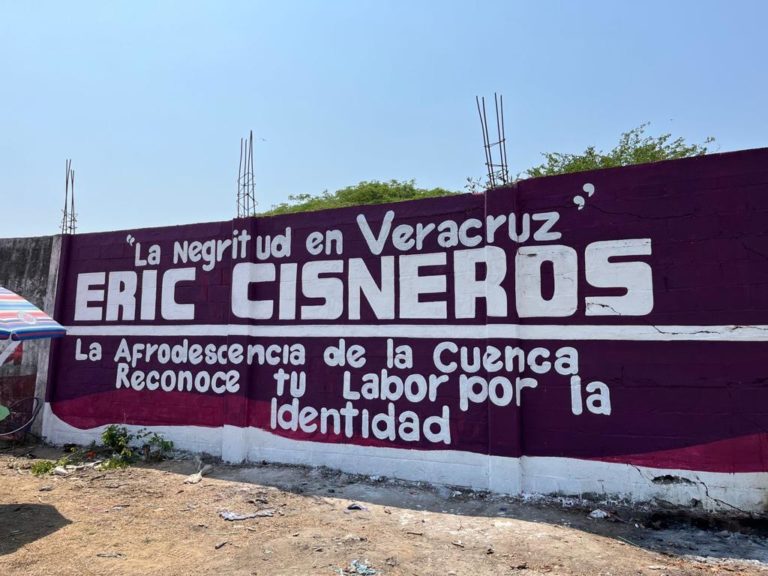 "La Negritud en Veracruz"
ERIC CISNEROS
La Afrodescencia de la Cuenca
Reconoce tu Labor por la
Identidad